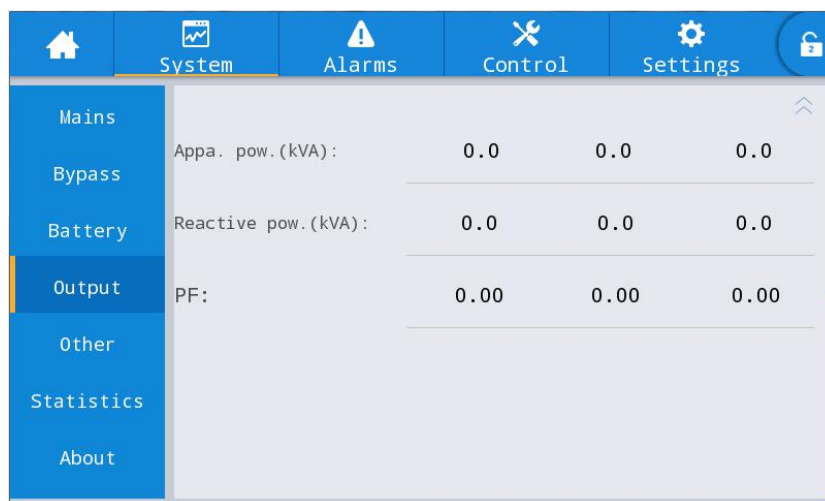 System Alarms Control Settings 2
Mains
Bypass
Battery
Output
Other
Statistics
About
Appa. pow.(kVA): 0.0 0.0 0.0
Reactive pow.(kVA): 0.0 0.0 0.0
PF: 0.00 0.00 0.00